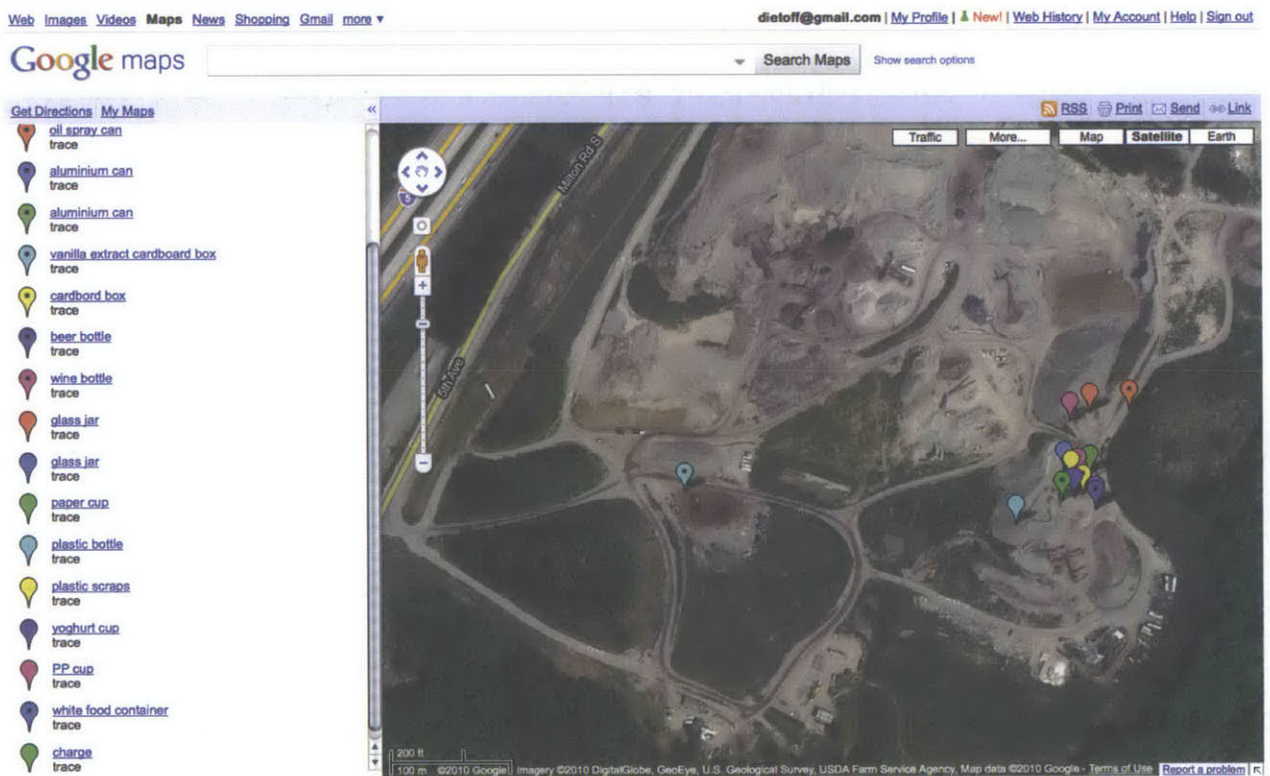 Web Images Videos Maps News Shopping Gmail more ▼
dietoff@gmail.com | My Profile | New! | Web History | My Account | Help | Sign out
Google maps
Search Maps
Show search options
Get Directions My Maps
«
RSS Print Send Link
oil spray can
trace
aluminium can
trace
aluminium can
trace
vanilla extract cardboard box
trace
cardbord box
trace
beer bottle
trace
wine bottle
trace
glass jar
trace
glass jar
trace
paper cup
trace
plastic bottle
trace
plastic scraps
trace
yoghurt cup
trace
PP cup
trace
white food container
trace
charge
trace
Traffic More... Map Satellite Earth
Milton Rd S
5
5th Ave
200 ft
100 m ©2010 Google Imagery ©2010 DigitalGlobe, GeoEye, U.S. Geological Survey, USDA Farm Service Agency, Map data ©2010 Google - Terms of Use Report a problem